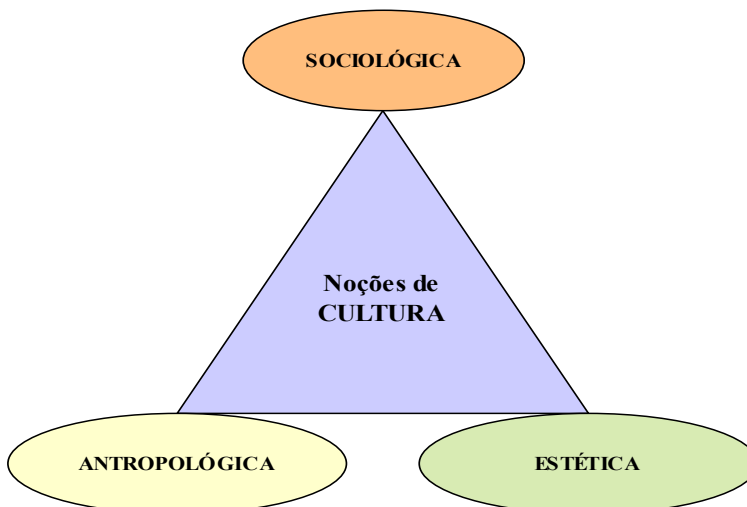 SOCIOLÓGICA
Noções de
CULTURA
ANTROPOLÓGICA
ESTÉTICA